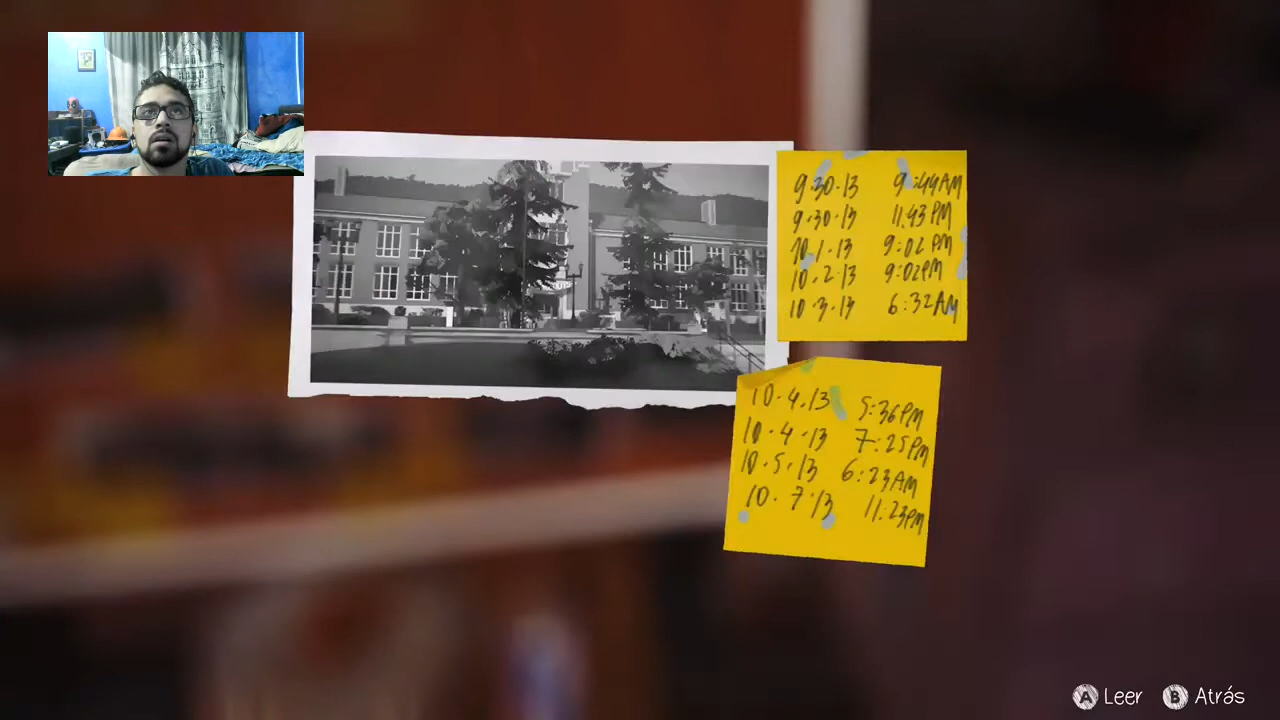 9.30.13 9:44AM
9.30.13 11.43PM
10.1.13 9:02PM
10.2.13 9:02PM
10.3.13 6:32AM
10.4.13 5:36PM
10.4.13 7:25PM
10.5.13 6:23AM
10.7.13 11:23PM
A Leer B Atrás